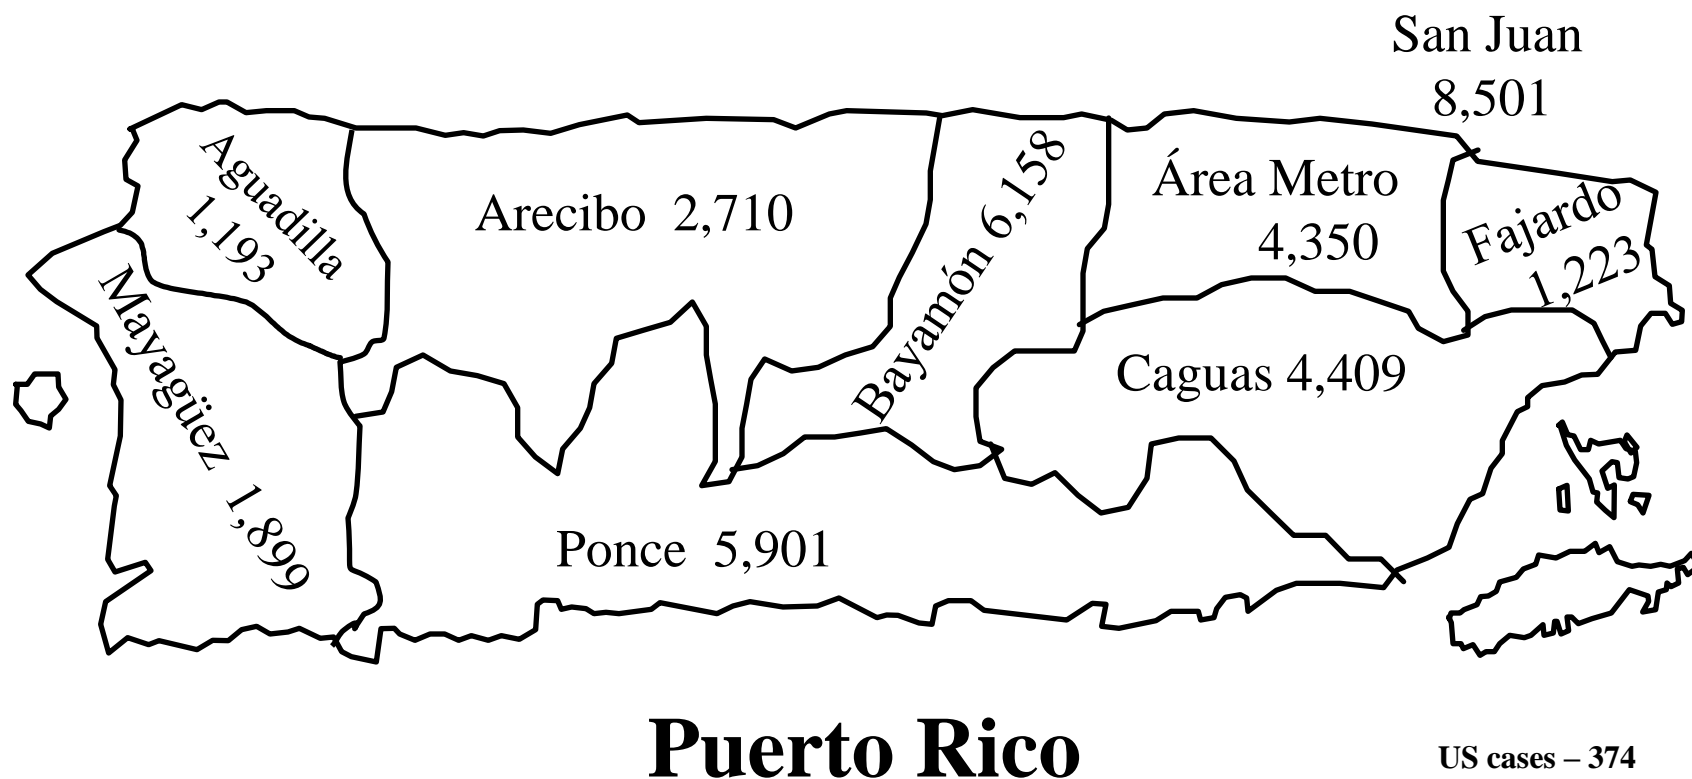 San Juan
8,501
Aguadilla
1,193
Arecibo 2,710
Bayamón 6,158
Área Metro
4,350
Fajardo
1,223
Mayagüez 1,899
Caguas 4,409
Ponce 5,901
Puerto Rico
US cases – 374